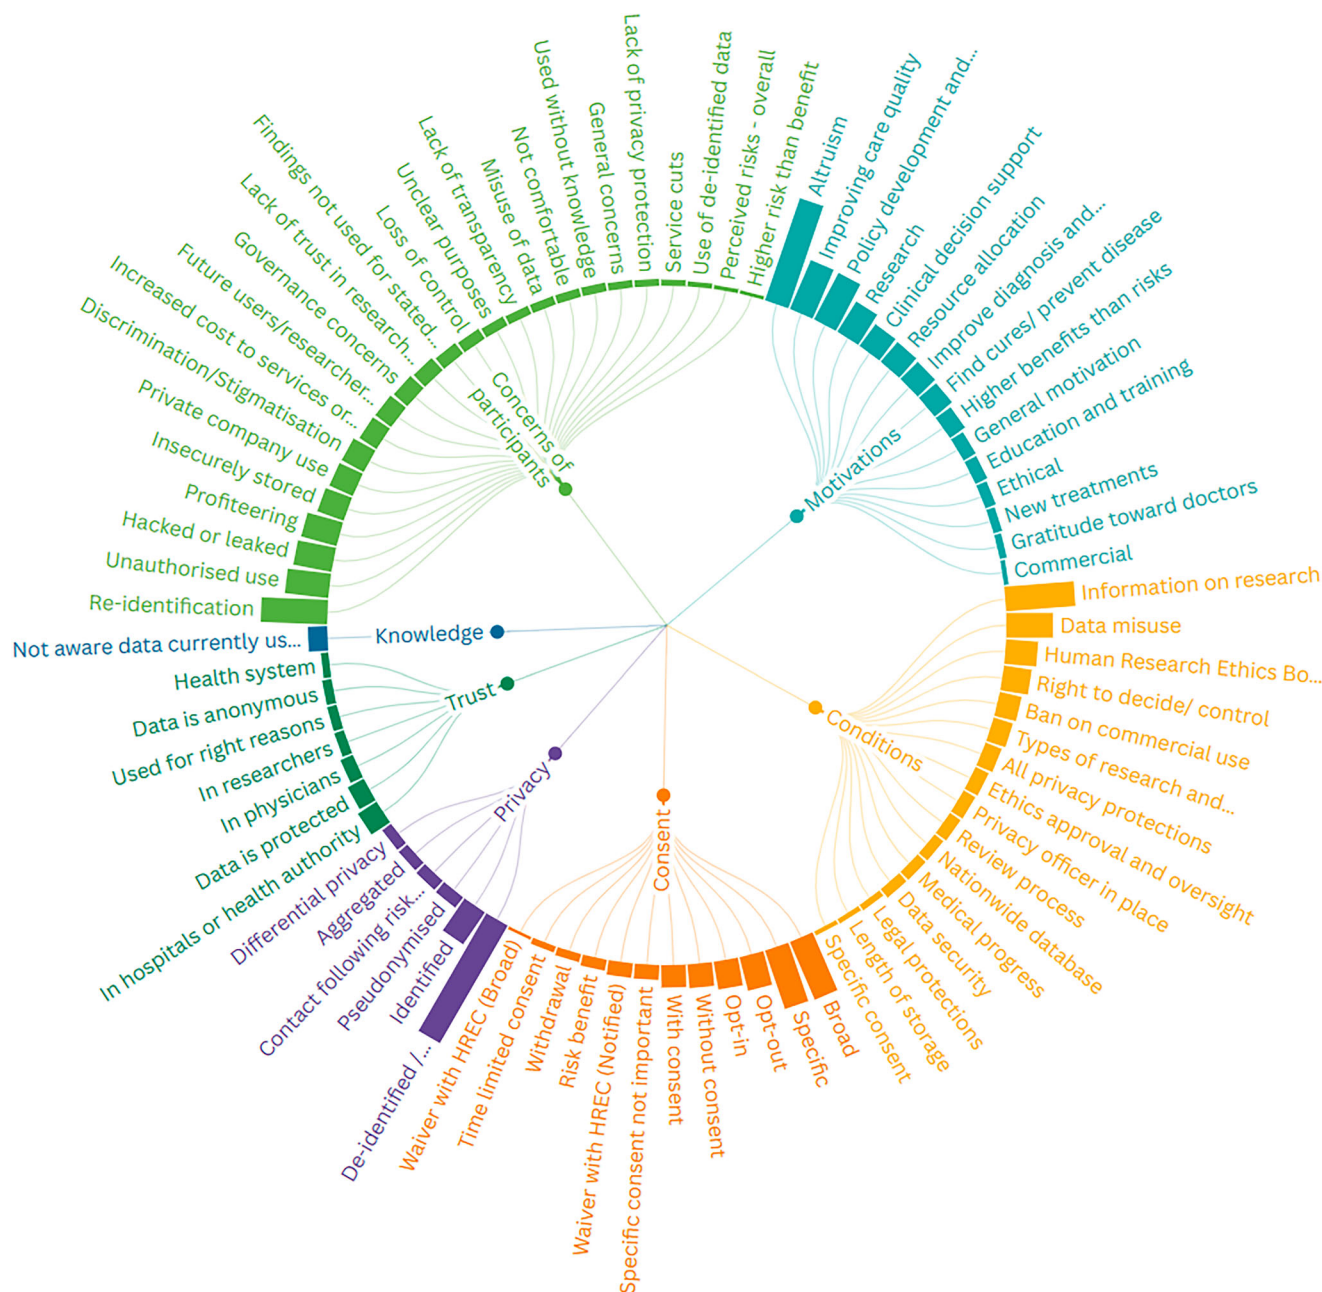 Concerns of
participants
Re-identification
Unauthorised use
Hacked or leaked
Profiteering
Insecurely stored
Private company use
Discrimination/Stigmatisation
Increased cost to services or...
Future users/researcher...
Governance concerns
Lack of trust in research...
Findings not used for stated...
Loss of control
Unclear purposes
Lack of transparency
Misuse of data
Not comfortable
Used without knowledge
General concerns
Lack of privacy protection
Service cuts
Use of de-identified data
Perceived risks - overall
Higher risk than benefit
Motivations
Altruism
Improving care quality
Policy development and...
Research
Clinical decision support
Resource allocation
Improve diagnosis and...
Find cures/ prevent disease
Higher benefits than risks
General motivation
Education and training
Ethical
New treatments
Gratitude toward doctors
Commercial
Conditions
Information on research
Data misuse
Human Research Ethics Bo...
Right to decide/ control
Ban on commercial use
Types of research and...
All privacy protections
Ethics approval and oversight
Privacy officer in place
Review process
Nationwide database
Medical progress
Data security
Legal protections
Length of storage
Specific consent
Consent
Broad
Specific
Opt-out
Opt-in
Without consent
With consent
Specific consent not important
Waiver with HREC (Notified)
Risk benefit
Withdrawal
Time limited consent
Waiver with HREC (Broad)
Privacy
De-identified /...
Identified
Pseudonymised
Contact following risk...
Aggregated
Differential privacy
Trust
In hospitals or health authority
Data is protected
In physicians
In researchers
Used for right reasons
Data is anonymous
Health system
Knowledge
Not aware data currently us...